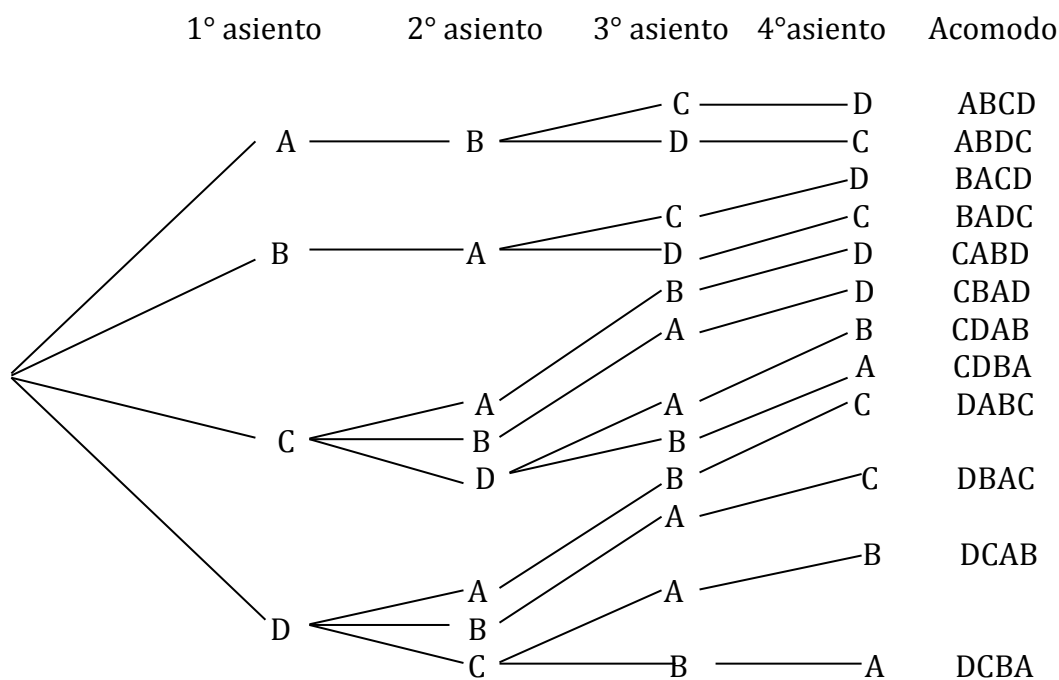 1° asiento 2° asiento 3° asiento 4°asiento Acomodo
C D ABCD
A B D C ABDC
D BACD
C C BADC
B A D D CABD
B D CBAD
A B CDAB
A CDBA
A A C DABC
C B B
D B C DBAC
A
B DCAB
A A
D B
C B A DCBA